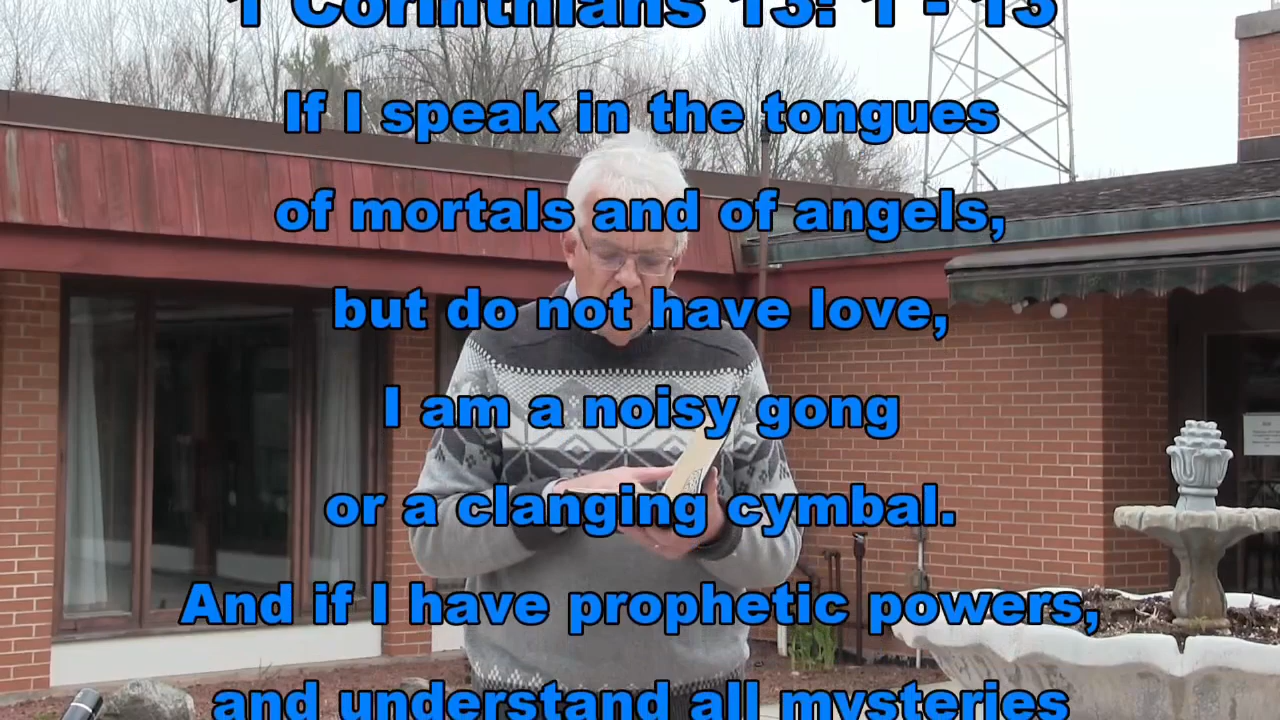 1 Corinthians 13: 1 - 13
If I speak in the tongues
of mortals and of angels,
but do not have love,
I am a noisy gong
or a clanging cymbal.
And if I have prophetic powers,
and understand all mysteries